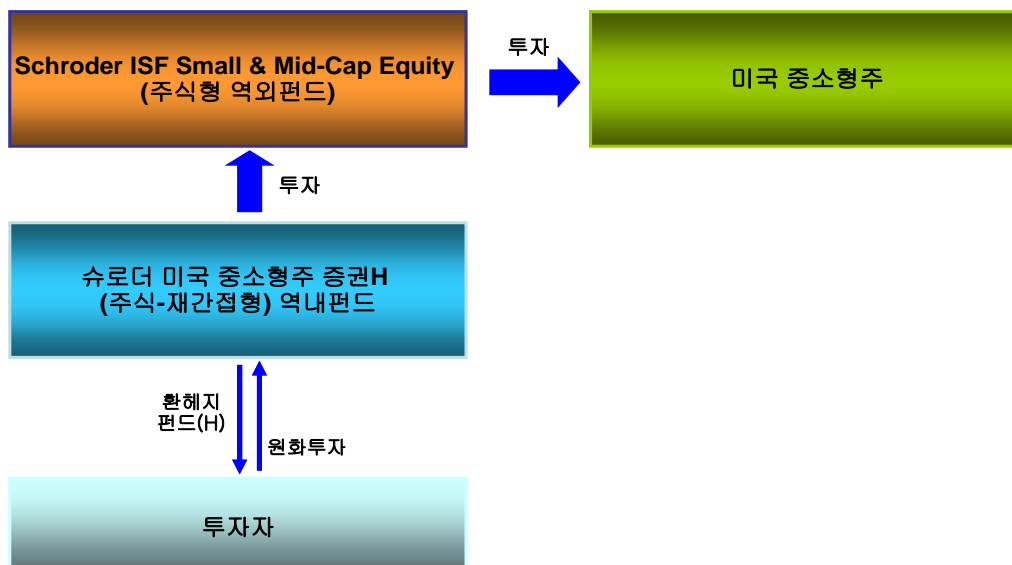 Schroder ISF Small & Mid-Cap Equity
(주식형 역외펀드)
투자
미국 중소형주
투자
슈로더 미국 중소형주 증권H
(주식-재간접형) 역내펀드
환헤지
펀드(H)
원화투자
투자자